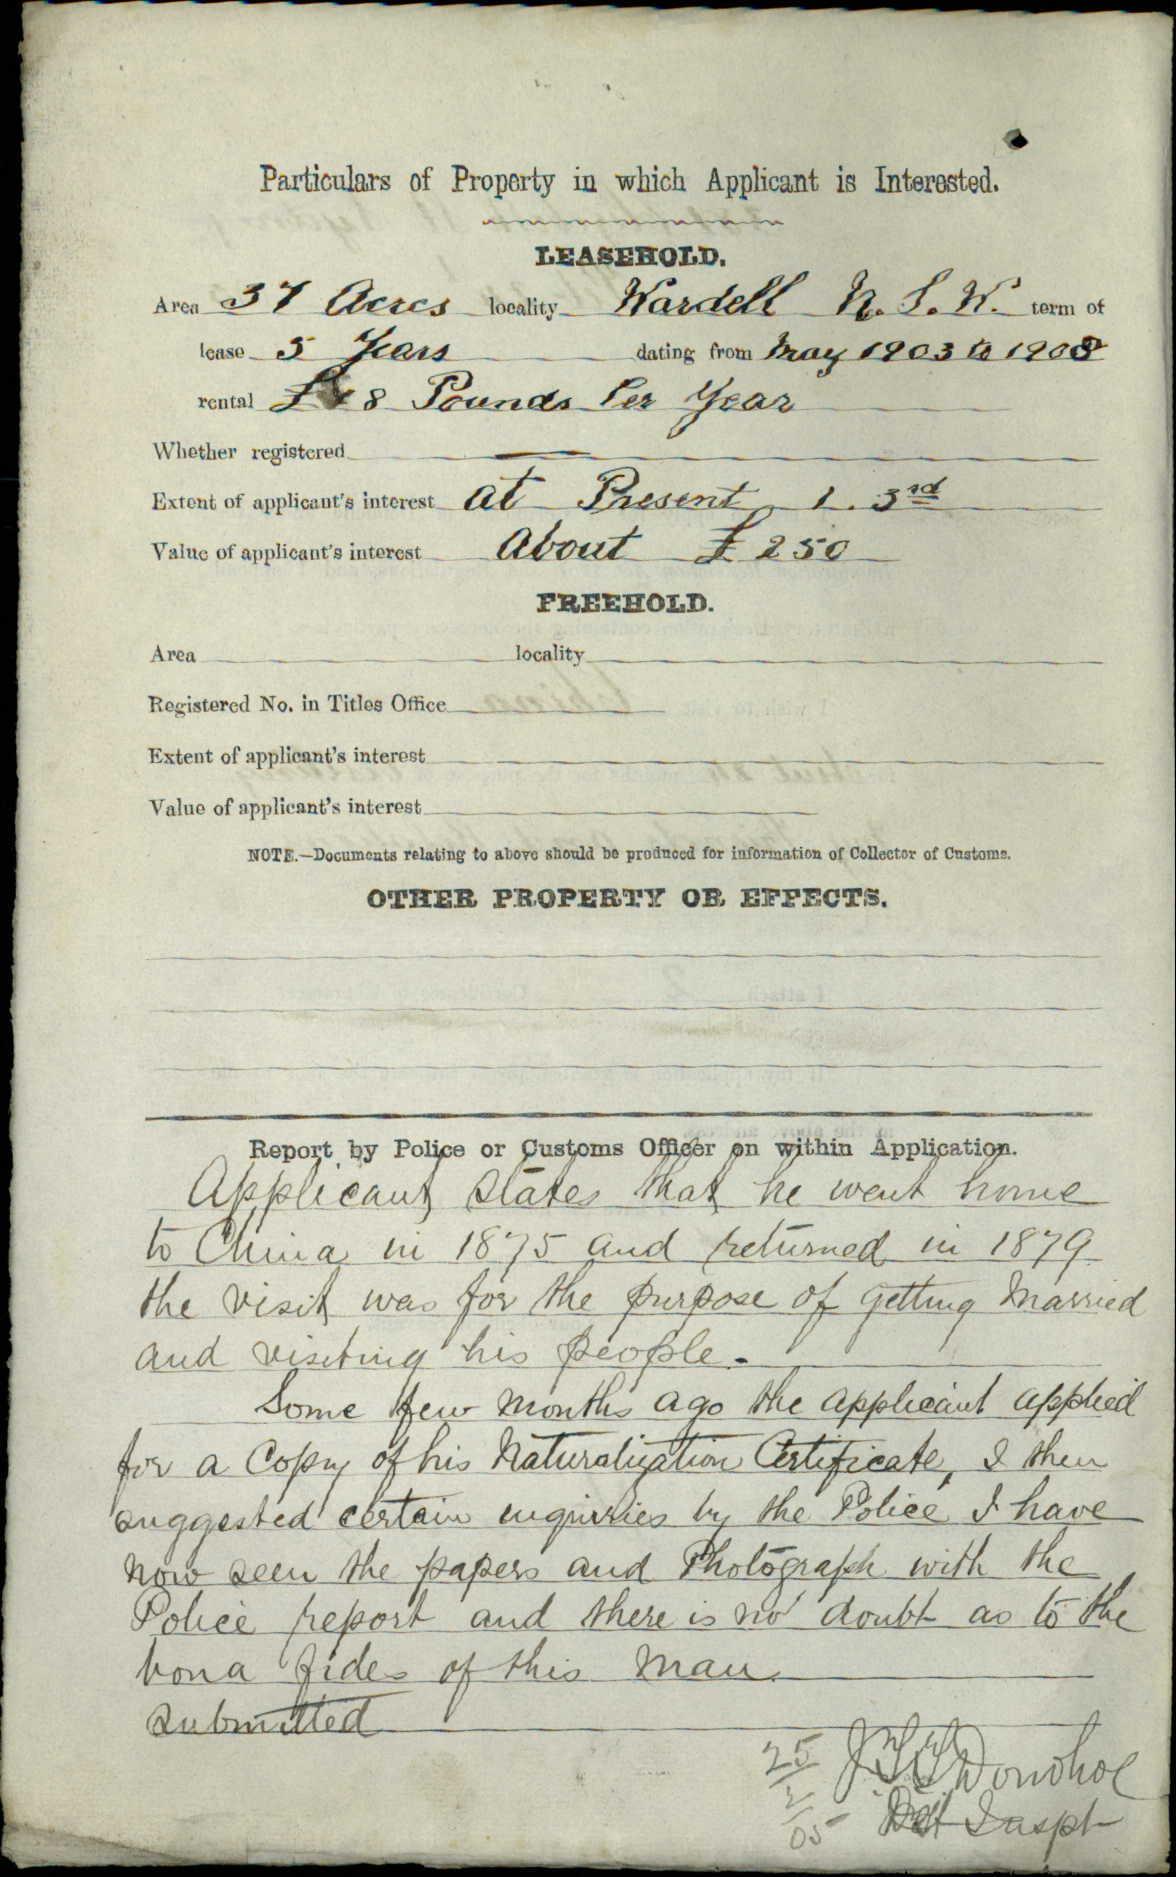 Particulars of Property in which Applicant is Interested.
LEASEHOLD.
Area 37 Acres locality Wardell N.S.W. term of
lease 5 Years dating from May 1903 to 1908
rental £ 48 Pounds Per Year
Whether registered —
Extent of applicant's interest at Present 1.3rd
Value of applicant's interest About £250
FREEHOLD.
Area locality
Registered No. in Titles Office
Extent of applicant's interest
Value of applicant's interest
NOTE.—Documents relating to above should be produced for information of Collector of Customs.
OTHER PROPERTY OR EFFECTS.
Report by Police or Customs Officer on within Application.
Applicant states that he went home
to China in 1875 and returned in 1879
the visit was for the purpose of getting Married
and visiting his people.-
Some few months ago the applicant applied
for a Copy of his Naturalization Certificate, I then
suggested certain inquiries by the Police, I have
now seen the papers and Photograph with the
Police report and there is no doubt as to the
bona fides of this Man.
Submitted
25/2/05 Donohoe
Det Inspt